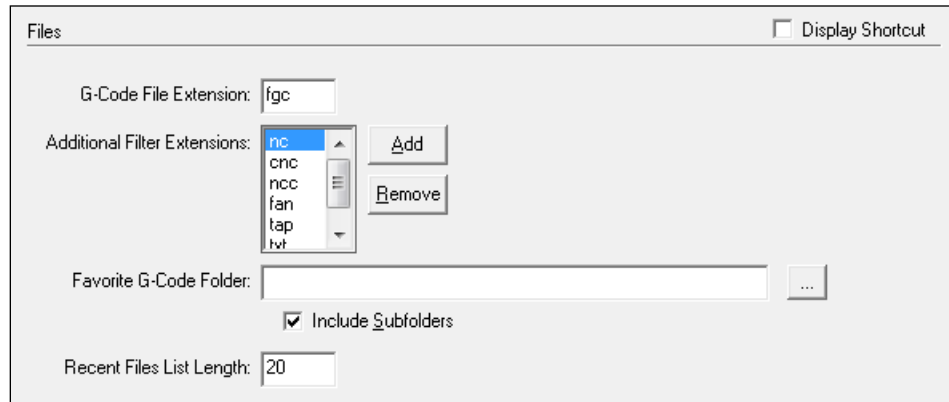 Files
Display Shortcut
G-Code File Extension: fgc
Additional Filter Extensions:
nc
cnc
ncc
fan
tap
txt
Add
Remove
Favorite G-Code Folder:
...
Include Subfolders
Recent Files List Length: 20